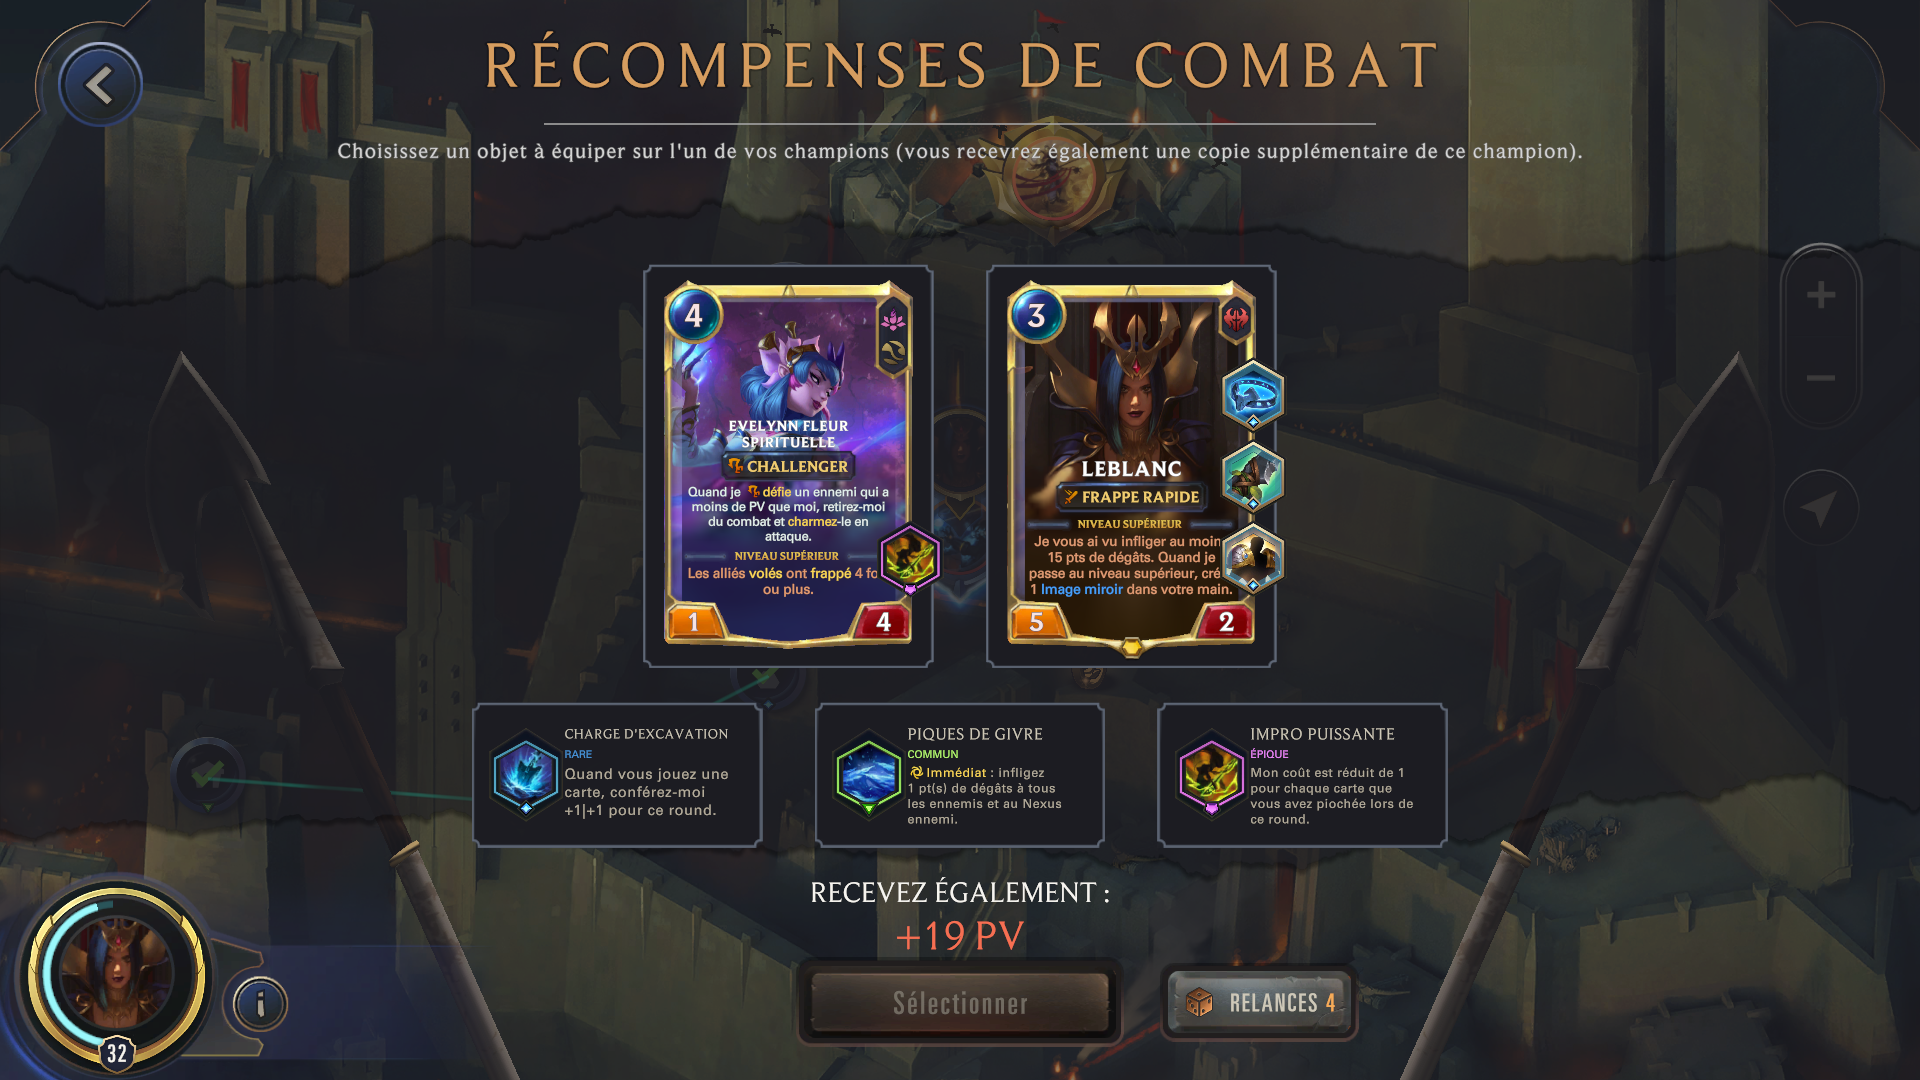 RÉCOMPENSES DE COMBAT
Choisissez un objet à équiper sur l'un de vos champions (vous recevrez également une copie supplémentaire de ce champion).
4
EVELYNN FLEUR
SPIRITUELLE
CHALLENGER
Quand je défie un ennemi qui a
moins de PV que moi, retirez-moi
du combat et charmez-le en
attaque.
NIVEAU SUPÉRIEUR
Les alliés volés ont frappé 4 fo
ou plus.
1
4
3
LEBLANC
FRAPPE RAPIDE
NIVEAU SUPÉRIEUR
Je vous ai vu infliger au moin
15 pts de dégâts. Quand je
passe au niveau supérieur, cré
1 Image miroir dans votre main.
5
2
CHARGE D'EXCAVATION
RARE
Quand vous jouez une
carte, conférez-moi
+1|+1 pour ce round.
PIQUES DE GIVRE
COMMUN
Immédiat : infligez
1 pt(s) de dégâts à tous
les ennemis et au Nexus
ennemi.
IMPRO PUISSANTE
ÉPIQUE
Mon coût est réduit de 1
pour chaque carte que
vous avez piochée lors de
ce round.
RECEVEZ ÉGALEMENT :
+19 PV
Sélectionner
RELANCES 4
i
32